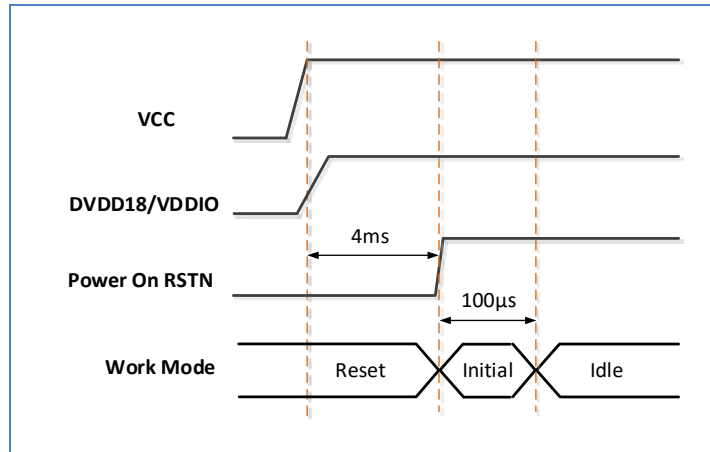 VCC
DVDD18/VDDIO
4ms
Power On RSTN
100µs
Work Mode
Reset
Initial
Idle